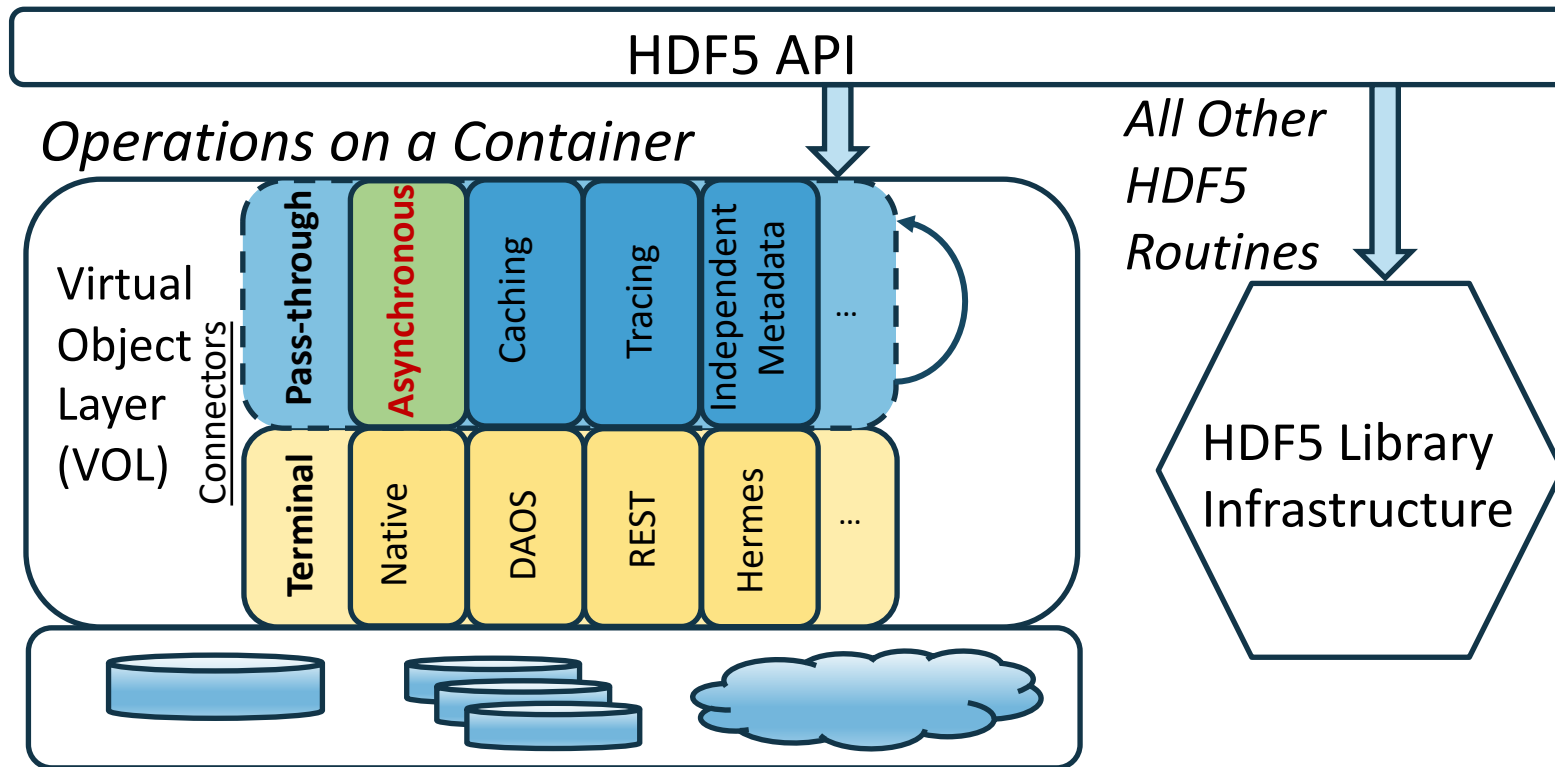 HDF5 API
Operations on a Container
All Other
HDF5
Routines
Virtual
Object
Layer
(VOL)
Connectors
Pass-through
Asynchronous
Caching
Tracing
Independent
Metadata
...
Terminal
Native
DAOS
REST
Hermes
...
HDF5 Library
Infrastructure